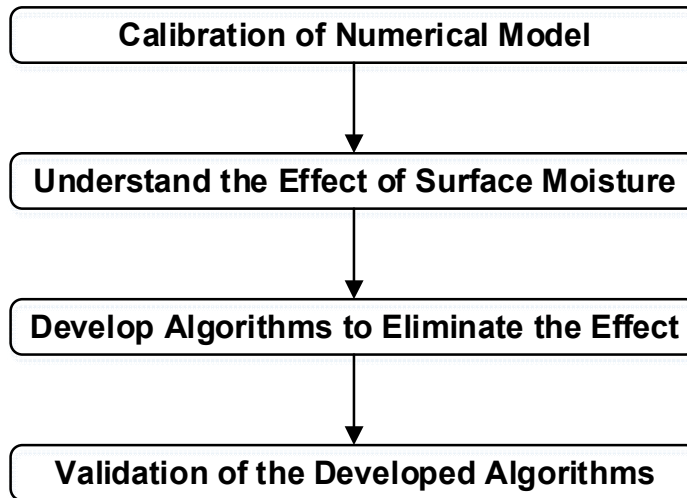 Calibration of Numerical Model
Understand the Effect of Surface Moisture
Develop Algorithms to Eliminate the Effect
Validation of the Developed Algorithms